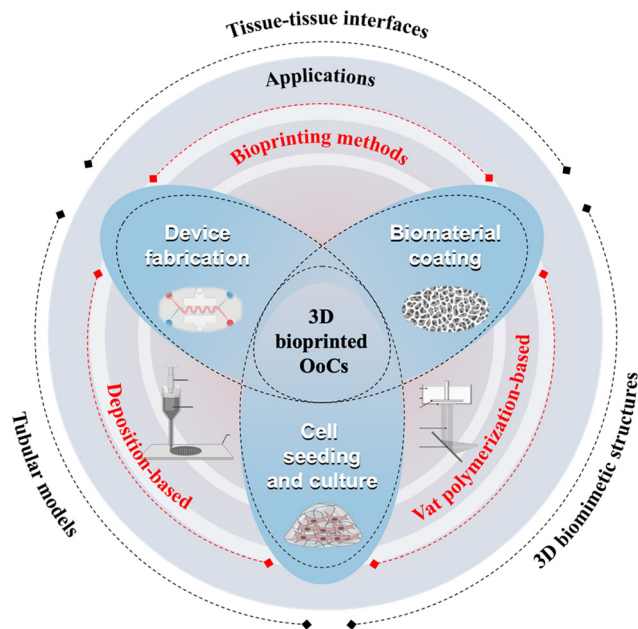 Tissue-tissue interfaces
Applications
Bioprinting methods
Device
fabrication
Biomaterial
coating
3D
bioprinted
OoCs
Cell
seeding
and culture
Deposition-based
Vat polymerization-based
Tubular models
3D biomimetic structures